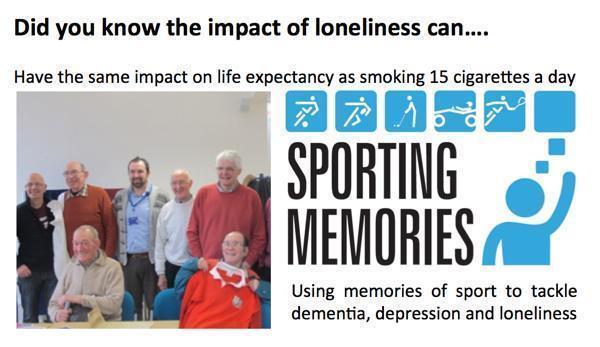 Did you know the impact of loneliness can....
Have the same impact on life expectancy as smoking 15 cigarettes a day
SPORTING
MEMORIES
Using memories of sport to tackle
dementia, depression and loneliness